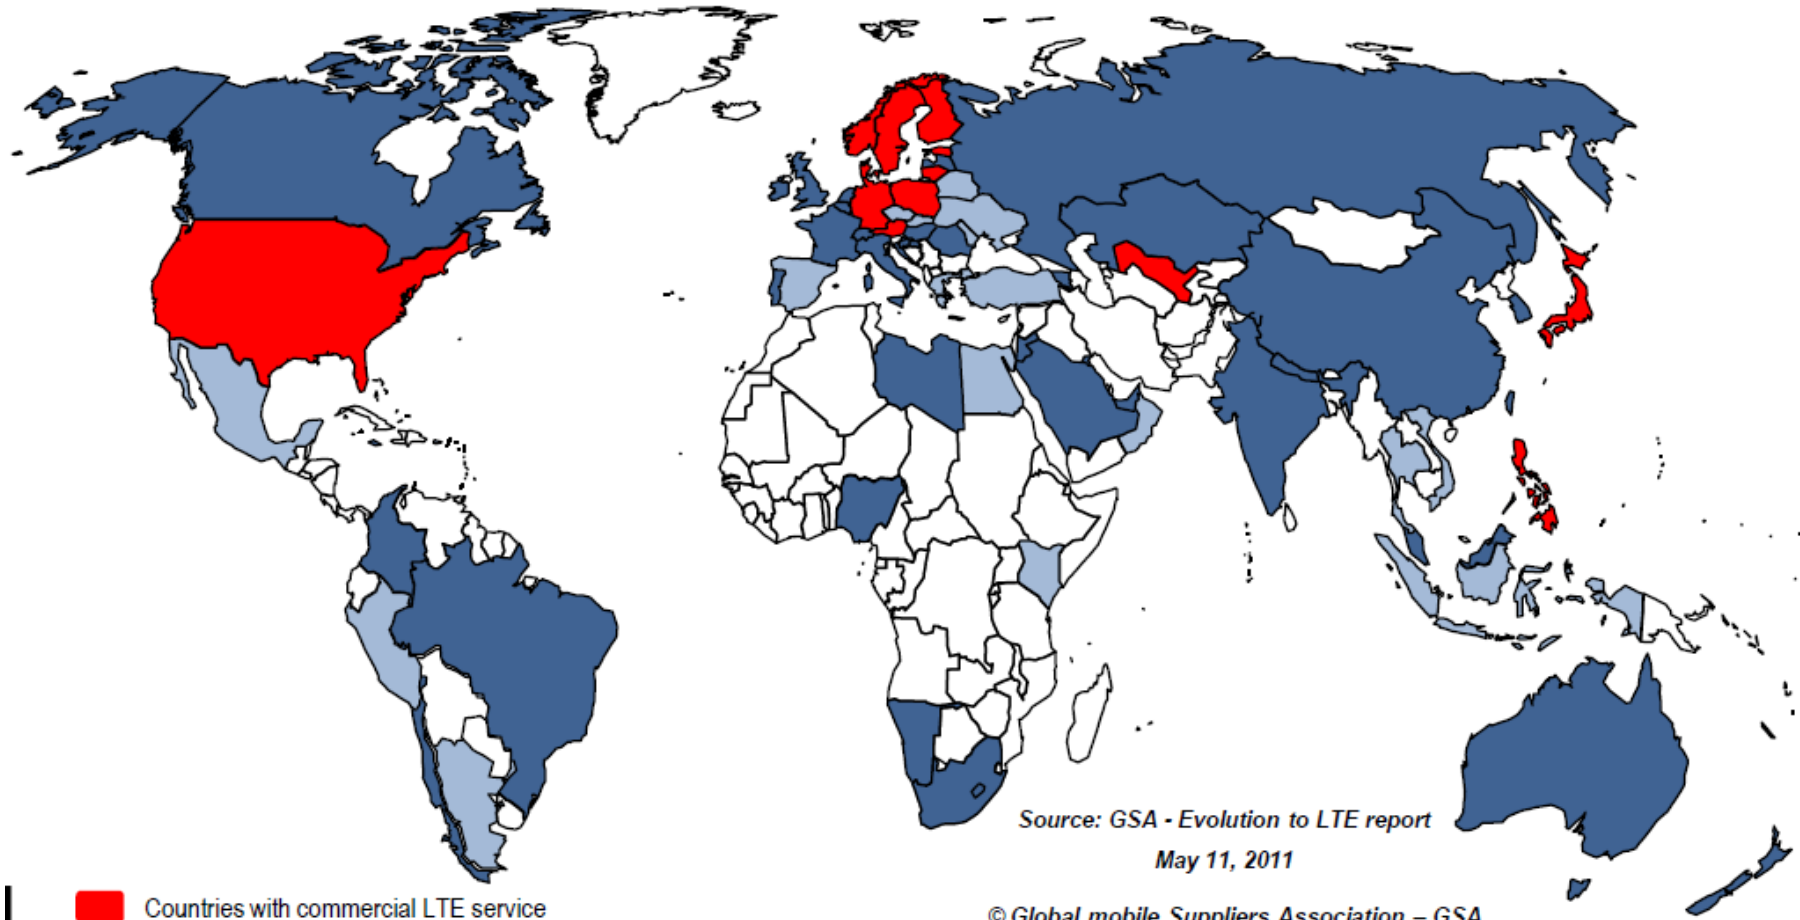 Source: GSA - Evolution to LTE report
May 11, 2011
Countries with commercial LTE service
© Global mobile Suppliers Association – GSA